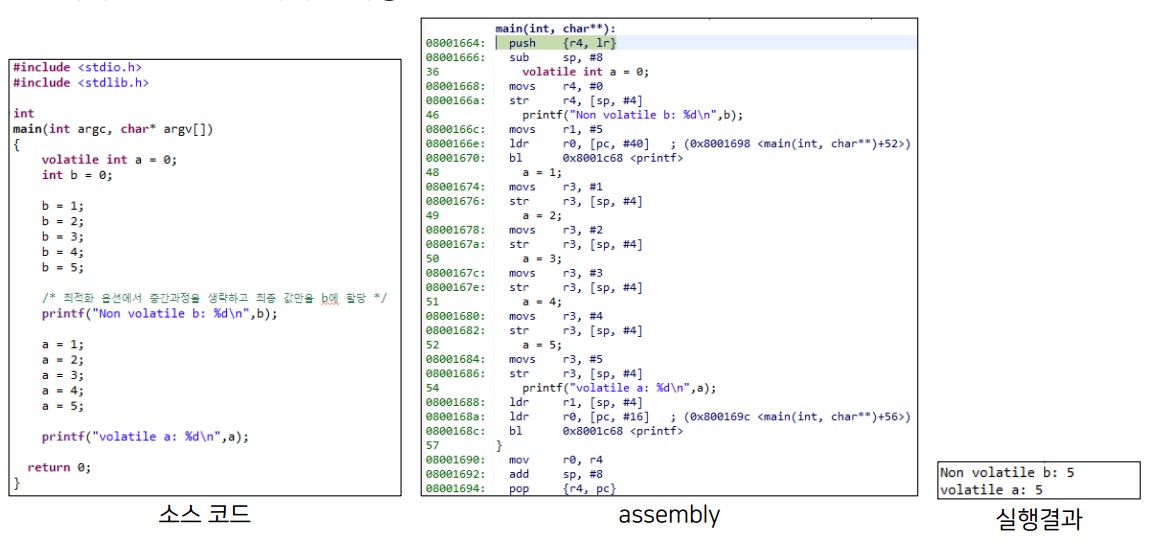 #include <stdio.h>
#include <stdlib.h>
int
main(int argc, char* argv[])
{
volatile int a = 0;
int b = 0;
b = 1;
b = 2;
b = 3;
b = 4;
b = 5;
/* 최적화 옵션에서 중간과정을 생략하고 최종 값만을 b에 할당 */
printf("Non volatile b: %d\n",b);
a = 1;
a = 2;
a = 3;
a = 4;
a = 5;
printf("volatile a: %d\n",a);
return 0;
}
소스 코드
main(int, char**):
08001664: push {r4, lr}
08001666: sub sp, #8
36 volatile int a = 0;
08001668: movs r4, #0
0800166a: str r4, [sp, #4]
46 printf("Non volatile b: %d\n",b);
0800166c: movs r1, #5
0800166e: ldr r0, [pc, #40] ; (0x8001698 <main(int, char**)+52>)
08001670: bl 0x8001c68 <printf>
48 a = 1;
08001674: movs r3, #1
08001676: str r3, [sp, #4]
49 a = 2;
08001678: movs r3, #2
0800167a: str r3, [sp, #4]
50 a = 3;
0800167c: movs r3, #3
0800167e: str r3, [sp, #4]
51 a = 4;
08001680: movs r3, #4
08001682: str r3, [sp, #4]
52 a = 5;
08001684: movs r3, #5
08001686: str r3, [sp, #4]
54 printf("volatile a: %d\n",a);
08001688: ldr r1, [sp, #4]
0800168a: ldr r0, [pc, #16] ; (0x800169c <main(int, char**)+56>)
0800168c: bl 0x8001c68 <printf>
57 }
08001690: mov r0, r4
08001692: add sp, #8
08001694: pop {r4, pc}
assembly
Non volatile b: 5
volatile a: 5
실행결과